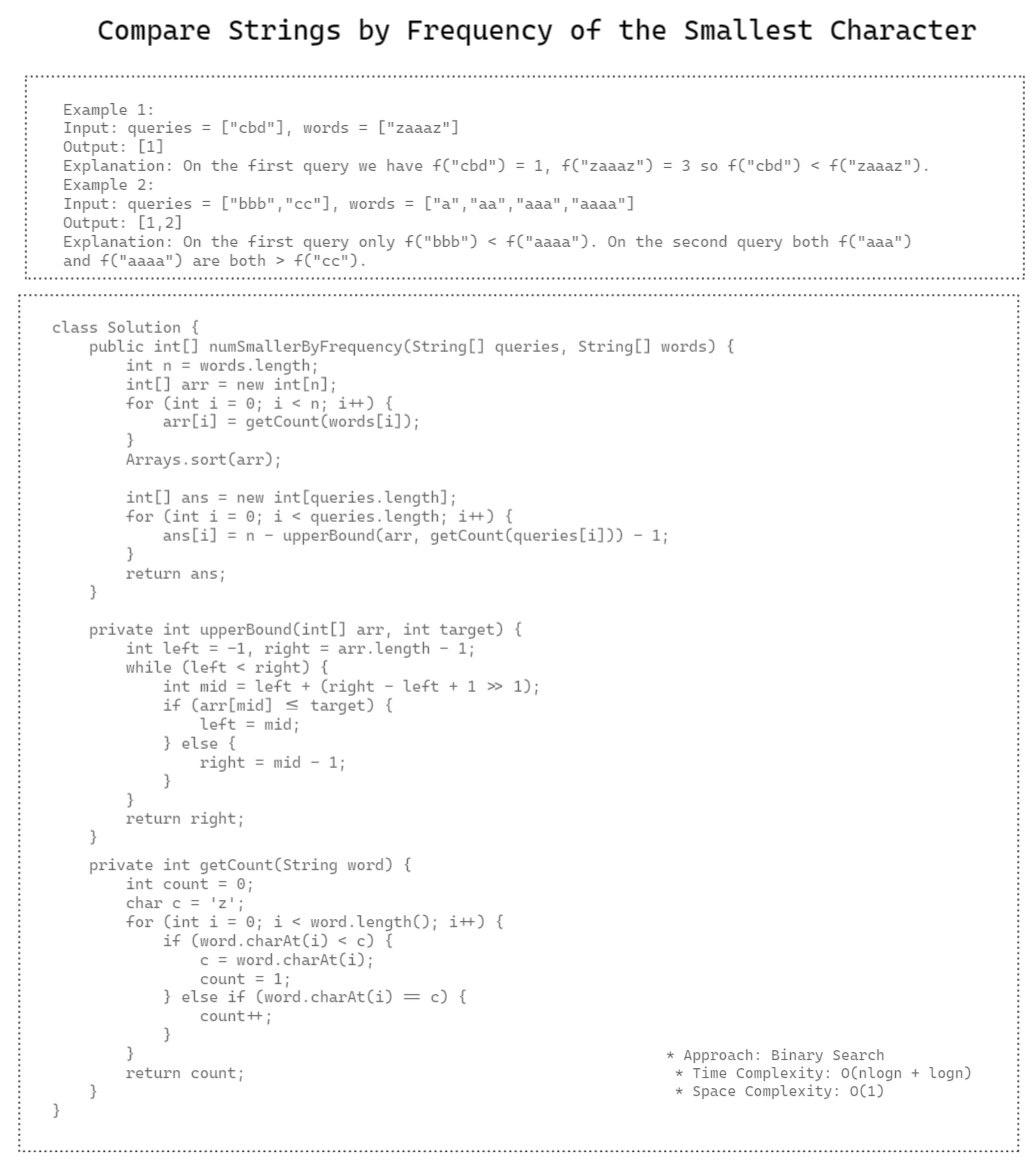 Compare Strings by Frequency of the Smallest Character
Example 1:
Input: queries = ["cbd"], words = ["zaaaz"]
Output: [1]
Explanation: On the first query we have f("cbd") = 1, f("zaaaz") = 3 so f("cbd") < f("zaaaz").
Example 2:
Input: queries = ["bbb","cc"], words = ["a","aa","aaa","aaaa"]
Output: [1,2]
Explanation: On the first query only f("bbb") < f("aaaa"). On the second query both f("aaa")
and f("aaaa") are both > f("cc").
class Solution {
    public int[] numSmallerByFrequency(String[] queries, String[] words) {
        int n = words.length;
        int[] arr = new int[n];
        for (int i = 0; i < n; i++) {
            arr[i] = getCount(words[i]);
        }
        Arrays.sort(arr);

        int[] ans = new int[queries.length];
        for (int i = 0; i < queries.length; i++) {
            ans[i] = n - upperBound(arr, getCount(queries[i])) - 1;
        }
        return ans;
    }

    private int upperBound(int[] arr, int target) {
        int left = -1, right = arr.length - 1;
        while (left < right) {
            int mid = left + (right - left + 1 >> 1);
            if (arr[mid] <= target) {
                left = mid;
            } else {
                right = mid - 1;
            }
        }
        return right;
    }
    private int getCount(String word) {
        int count = 0;
        char c = 'z';
        for (int i = 0; i < word.length(); i++) {
            if (word.charAt(i) < c) {
                c = word.charAt(i);
                count = 1;
            } else if (word.charAt(i) == c) {
                count++;
            }
        }
        return count;
    }
}
* Approach: Binary Search
* Time Complexity: O(nlogn + logn)
* Space Complexity: O(1)